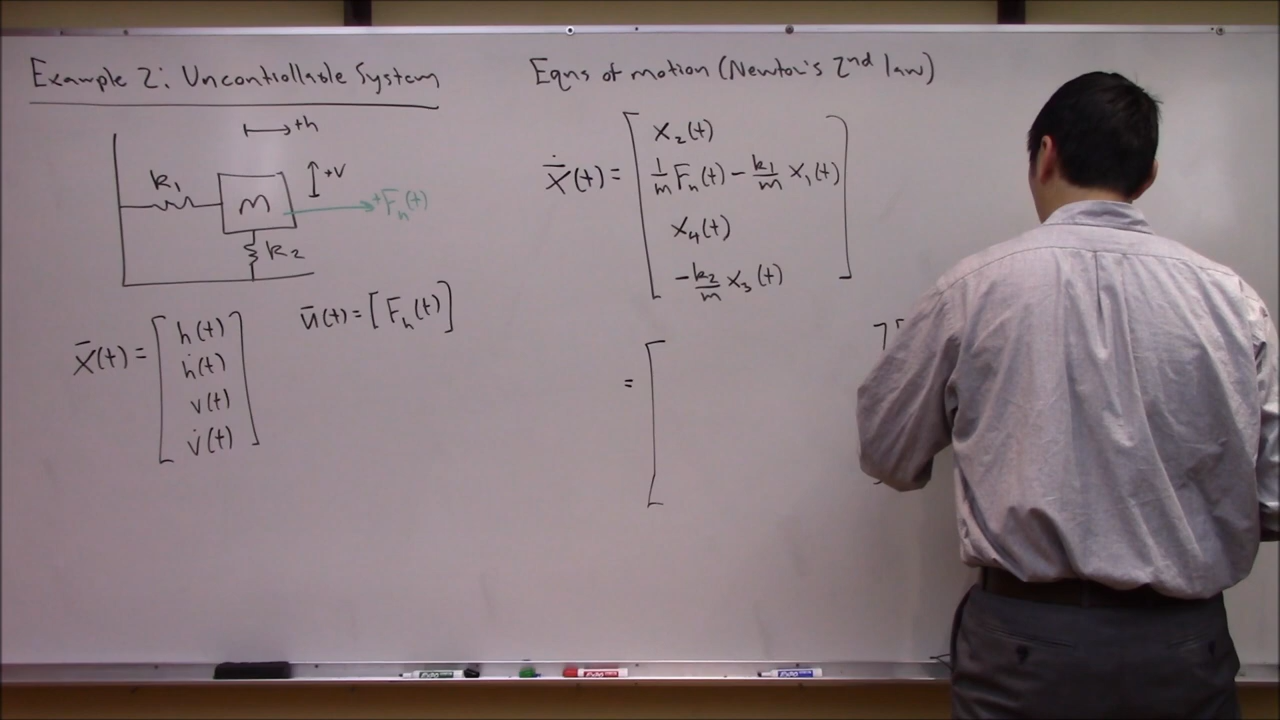 Example 2: Uncontrollable System
+h
k₁
m
+v
+Fₕ(t)
k₂
x̄(t) = [ h(t)
ḣ(t)
v(t)
v̇(t) ]
ū(t) = [ Fₕ(t) ]
Eqns of motion (Newton's 2nd law)
x̄̇(t) = [ x₂(t)
1/m Fₕ(t) - k₁/m x₁(t)
x₄(t)
-k₂/m x₃(t) ]
= [